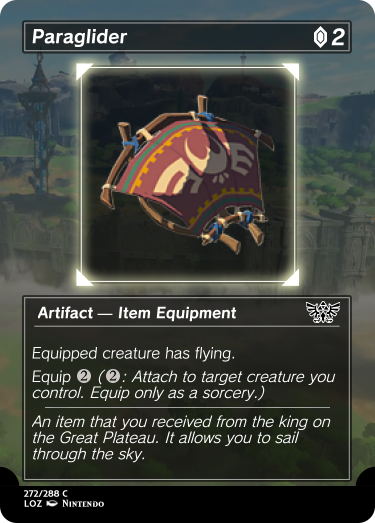 Paraglider 2
Artifact — Item Equipment
Equipped creature has flying.
Equip 2 (2: Attach to target creature you
control. Equip only as a sorcery.)
An item that you received from the king on
the Great Plateau. It allows you to sail
through the sky.
272/288 C
LOZ Nintendo